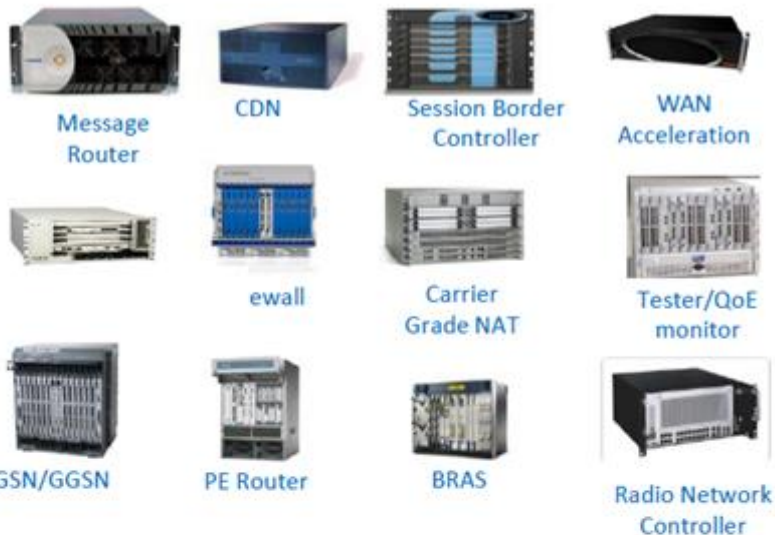 Message
Router
CDN
Session Border
Controller
WAN
Acceleration
ewall
Carrier
Grade NAT
Tester/QoE
monitor
GSN/GGSN
PE Router
BRAS
Radio Network
Controller